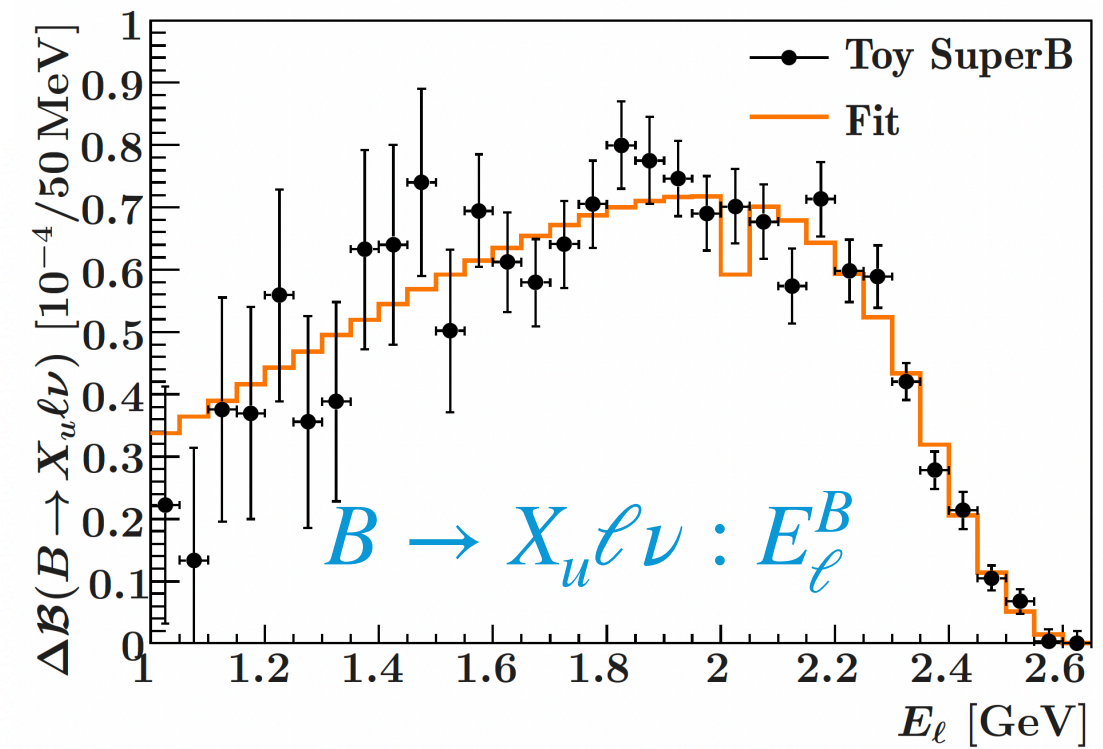 ΔB(B→X_uℓν) [10⁻⁴/50 MeV]
1
0.9
0.8
0.7
0.6
0.5
0.4
0.3
0.2
0.1
0
Toy SuperB
Fit
B → X_uℓν : E_ℓ^B
1 1.2 1.4 1.6 1.8 2 2.2 2.4 2.6
E_ℓ [GeV]